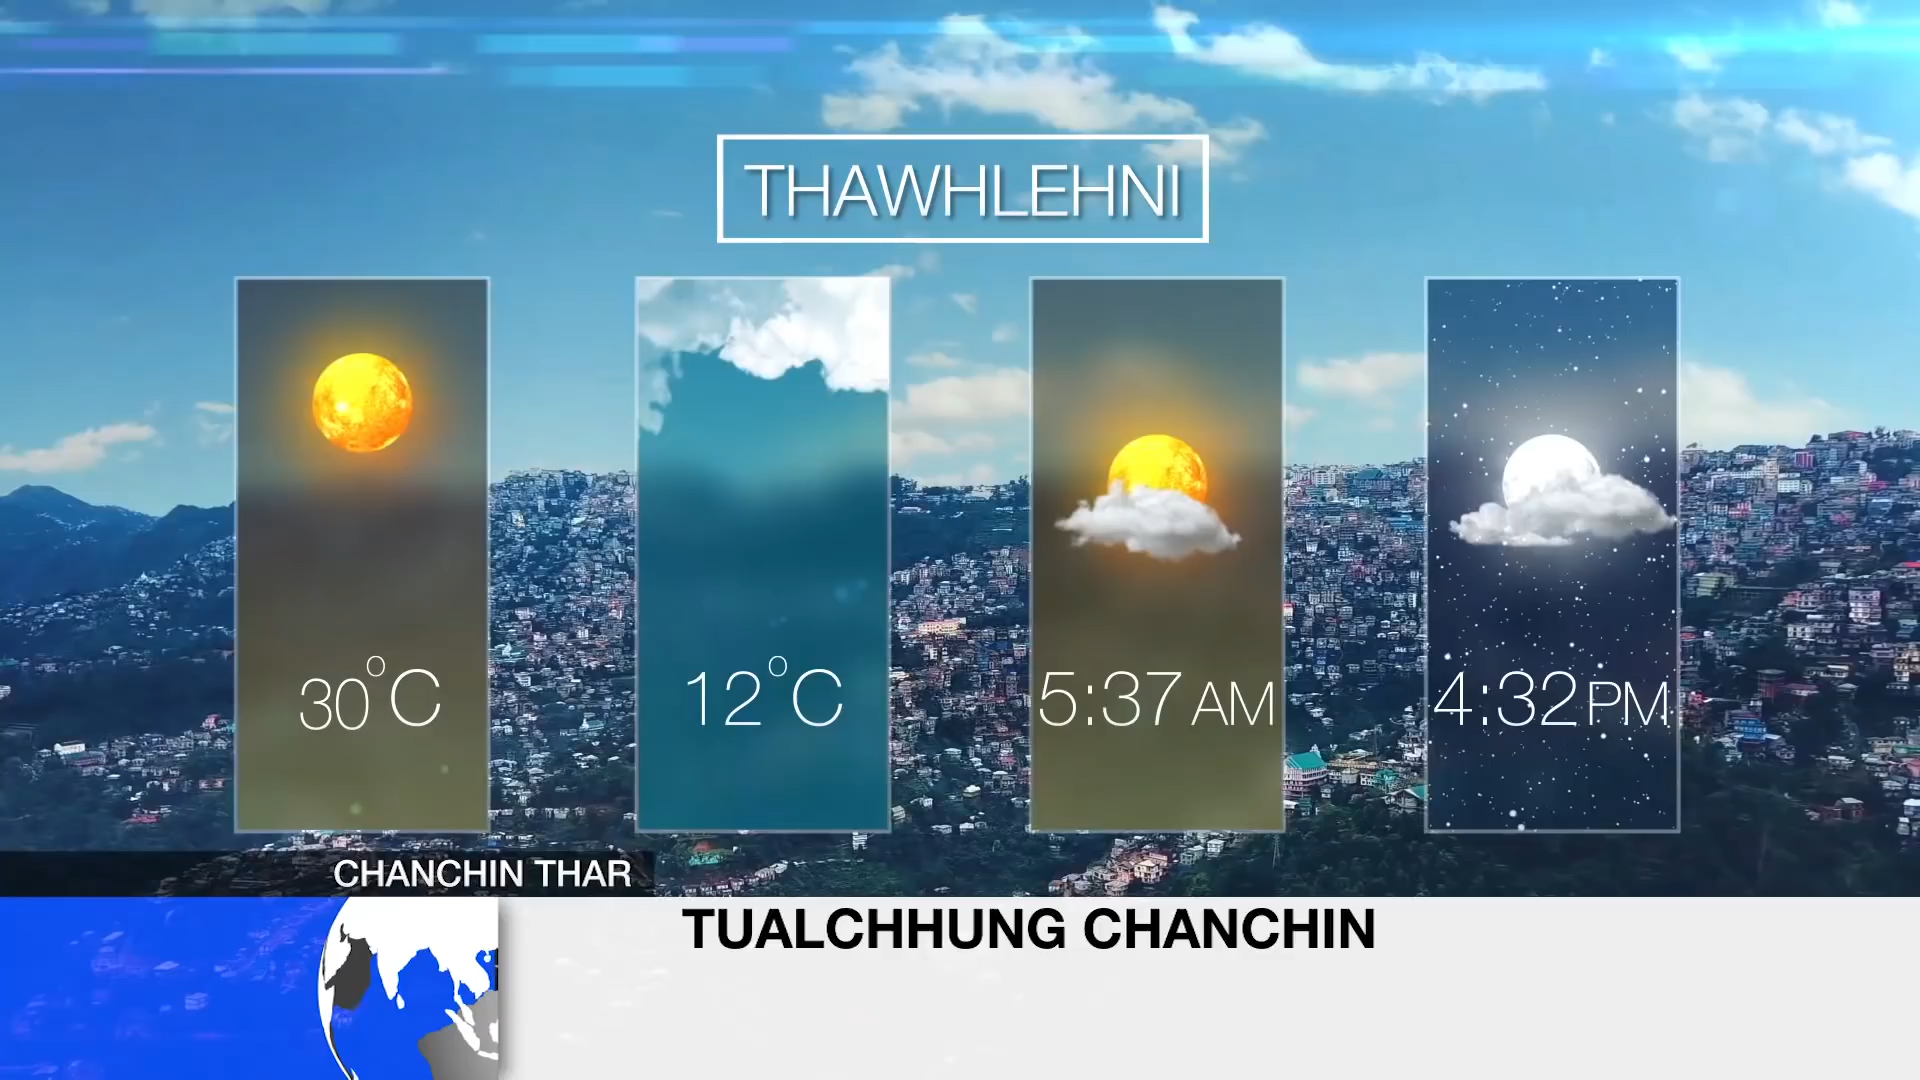 THAWHLEHNI
30°C
12°C
5:37 AM
4:32 PM
CHANCHIN THAR
TUALCHHUNG CHANCHIN